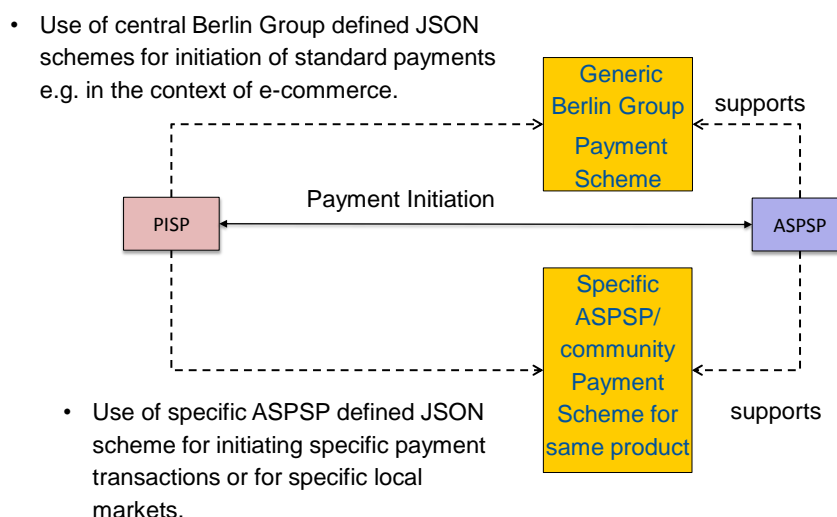 • Use of central Berlin Group defined JSON
schemes for initiation of standard payments
e.g. in the context of e-commerce.
Generic
Berlin Group
Payment
Scheme
supports
Payment Initiation
PISP
ASPSP
Specific
ASPSP/
community
Payment
Scheme for
same product
supports
• Use of specific ASPSP defined JSON
scheme for initiating specific payment
transactions or for specific local
markets.